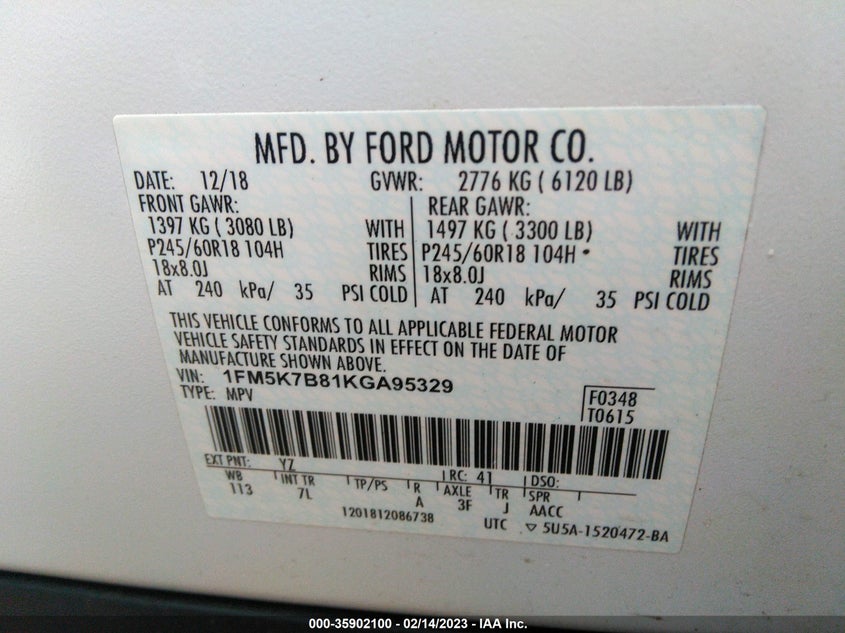 MFD. BY FORD MOTOR CO.
DATE: 12/18 GVWR: 2776 KG ( 6120 LB)
FRONT GAWR: REAR GAWR:
1397 KG ( 3080 LB) WITH 1497 KG ( 3300 LB) WITH
P245/60R18 104H TIRES P245/60R18 104H • TIRES
18x8.0J RIMS 18x8.0J RIMS
AT 240 kPa/ 35 PSI COLD AT 240 kPa/ 35 PSI COLD
THIS VEHICLE CONFORMS TO ALL APPLICABLE FEDERAL MOTOR
VEHICLE SAFETY STANDARDS IN EFFECT ON THE DATE OF
MANUFACTURE SHOWN ABOVE.
VIN: 1FM5K7B81KGA95329
TYPE: MPV F0348
T0615
EXT PNT: YZ RC: 41 DSO:
WB INT TR TP/PS R AXLE TR SPR
113 7L A 3F J AACC
1201812086738 UTC ▽ 5U5A-1520472-BA
000-35902100 - 02/14/2023 - IAA Inc.